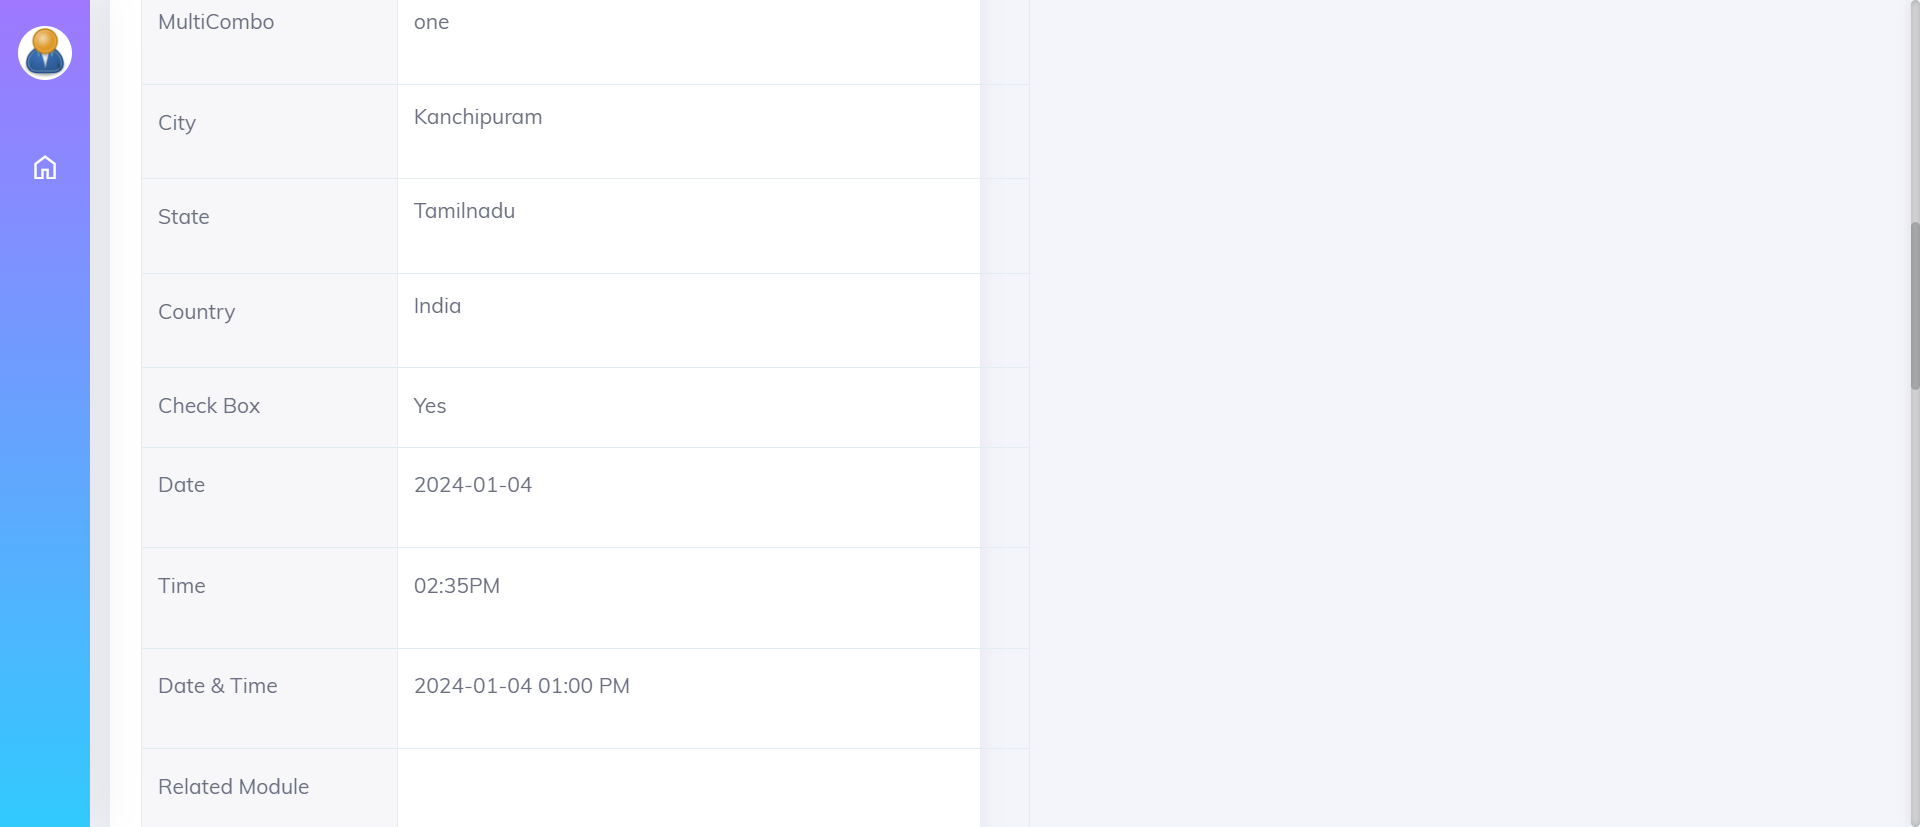 MultiCombo one
City Kanchipuram
State Tamilnadu
Country India
Check Box Yes
Date 2024-01-04
Time 02:35PM
Date & Time 2024-01-04 01:00 PM
Related Module